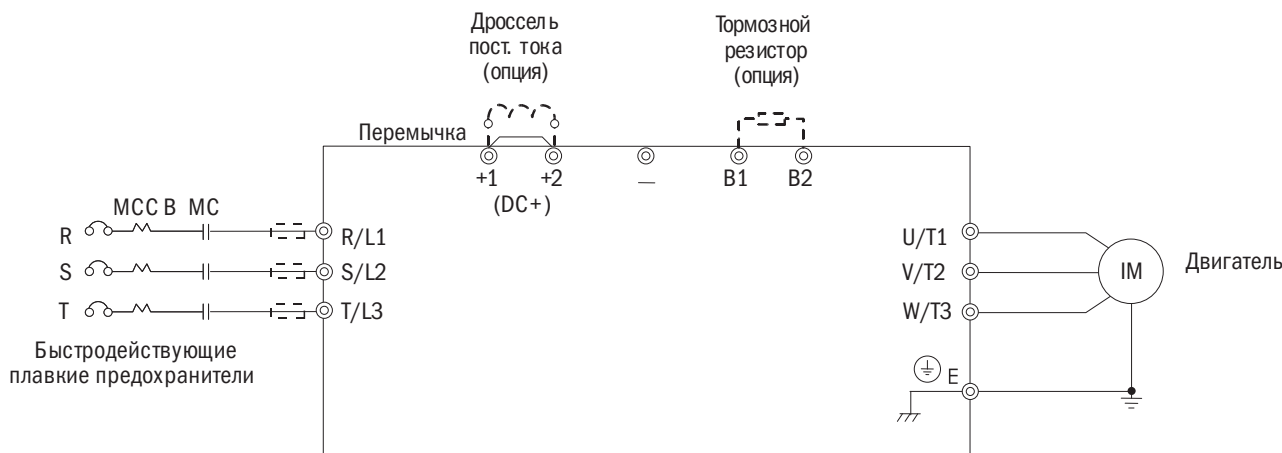 Дроссель
пост. тока
(опция)
Тормозной
резистор
(опция)
Перемычка
+1
+2
—
B1
B2
(DC+)
MCC B MC
R
R/L1
U/T1
S
S/L2
V/T2
IM
Двигатель
T
T/L3
W/T3
Быстродействующие
плавкие предохранители
E